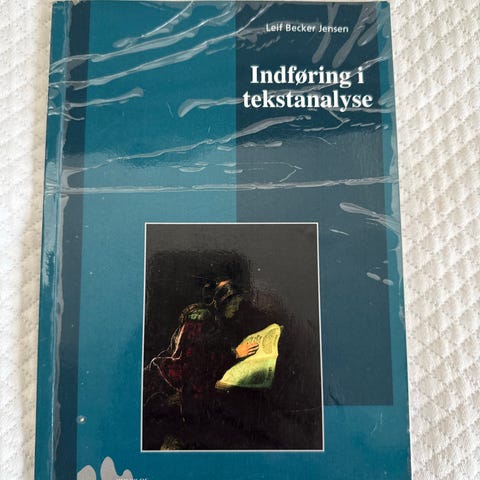 Leif Becker Jensen
Indføring i
tekstanalyse